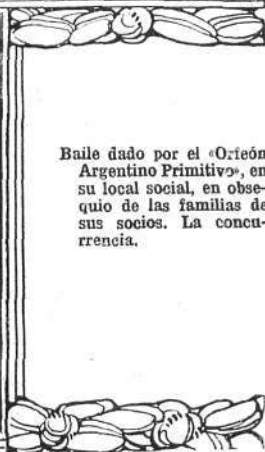 Baile dado por el «Orfeón
Argentino Primitivo», en
su local social, en obse-
quio de las familias de
sus socios. La concu-
rrencia.